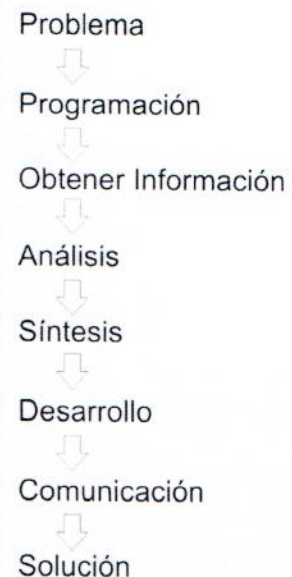 Problema
Programación
Obtener Información
Análisis
Síntesis
Desarrollo
Comunicación
Solución